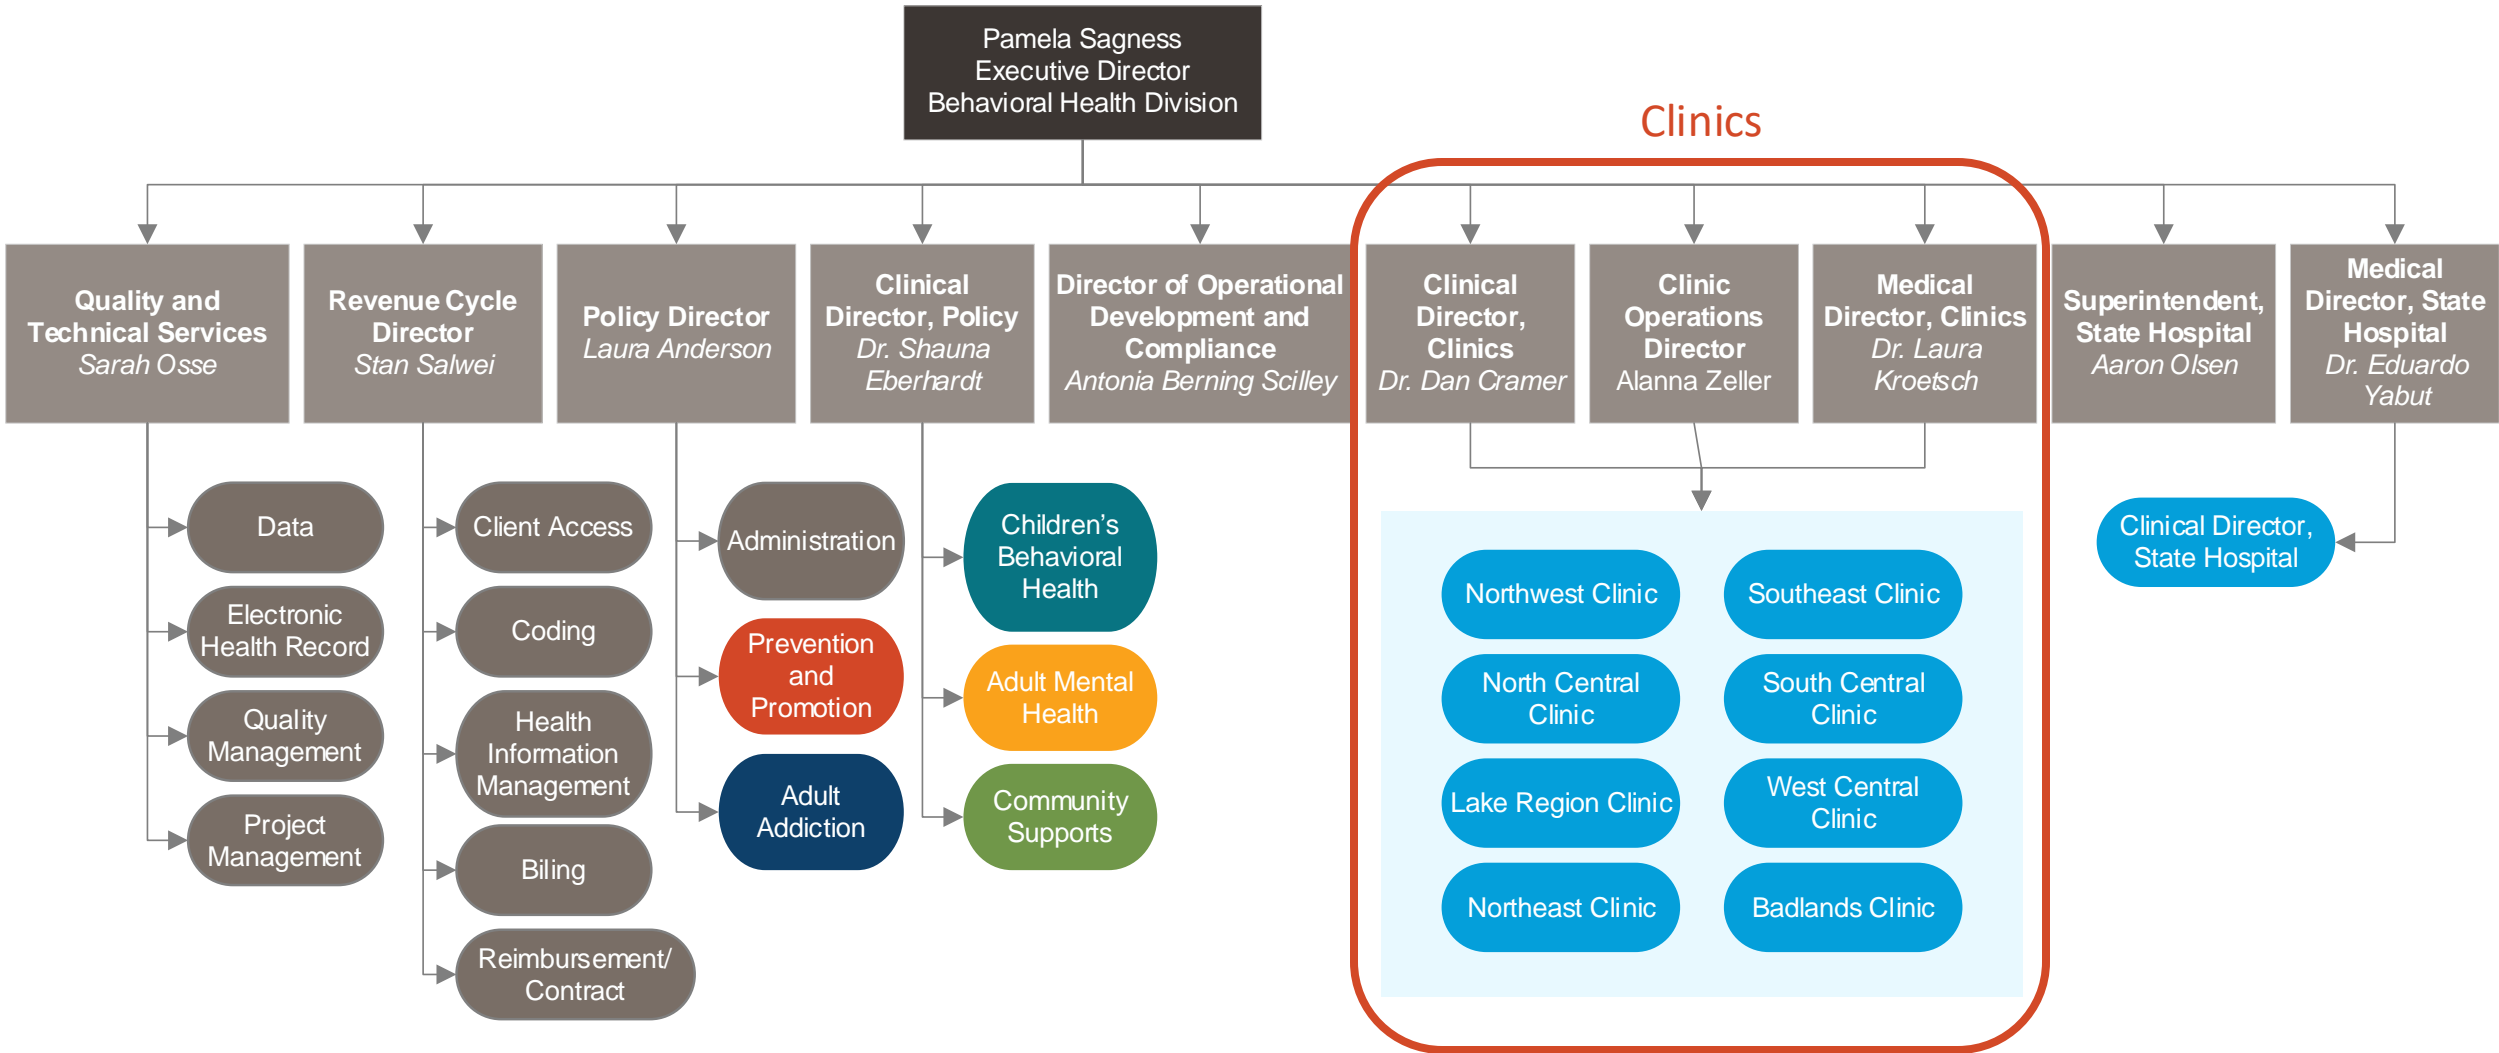 Pamela Sagness
Executive Director
Behavioral Health Division
Clinics
Quality and
Technical Services
Sarah Osse
Revenue Cycle
Director
Stan Salwei
Policy Director
Laura Anderson
Clinical
Director, Policy
Dr. Shauna
Eberhardt
Director of Operational
Development and
Compliance
Antonia Berning Scilley
Clinical
Director,
Clinics
Dr. Dan Cramer
Clinic
Operations
Director
Alanna Zeller
Medical
Director, Clinics
Dr. Laura
Kroetsch
Superintendent,
State Hospital
Aaron Olsen
Medical
Director, State
Hospital
Dr. Eduardo
Yabut
Data
Electronic
Health Record
Quality
Management
Project
Management
Client Access
Coding
Health
Information
Management
Biling
Reimbursement/
Contract
Administration
Prevention
and
Promotion
Adult
Addiction
Children’s
Behavioral
Health
Adult Mental
Health
Community
Supports
Northwest Clinic
North Central
Clinic
Lake Region Clinic
Northeast Clinic
Southeast Clinic
South Central
Clinic
West Central
Clinic
Badlands Clinic
Clinical Director,
State Hospital